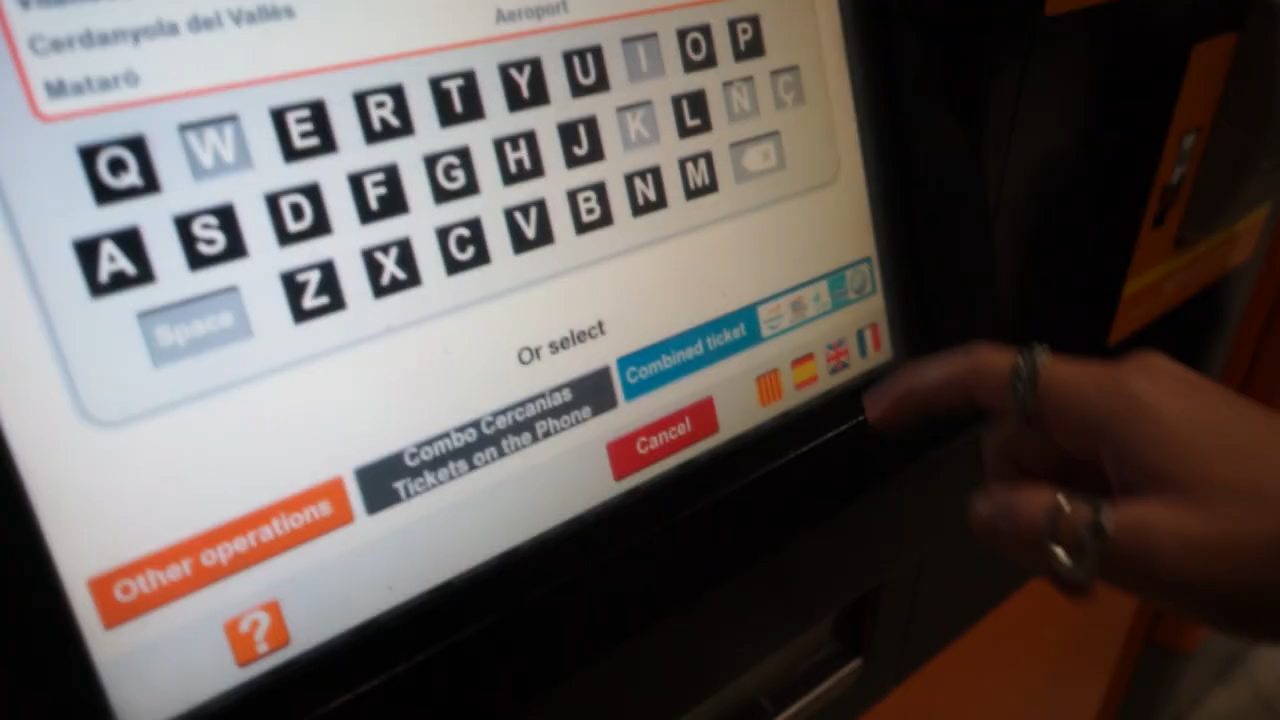 Cerdanyola del Vallès
Aeroport
Mataró
Q W E R T Y U I O P
A S D F G H J K L Ñ Ç
Z X C V B N M
Space
Or select
Combined ticket
Combo Cercanías
Tickets on the Phone
Cancel
Other operations
?